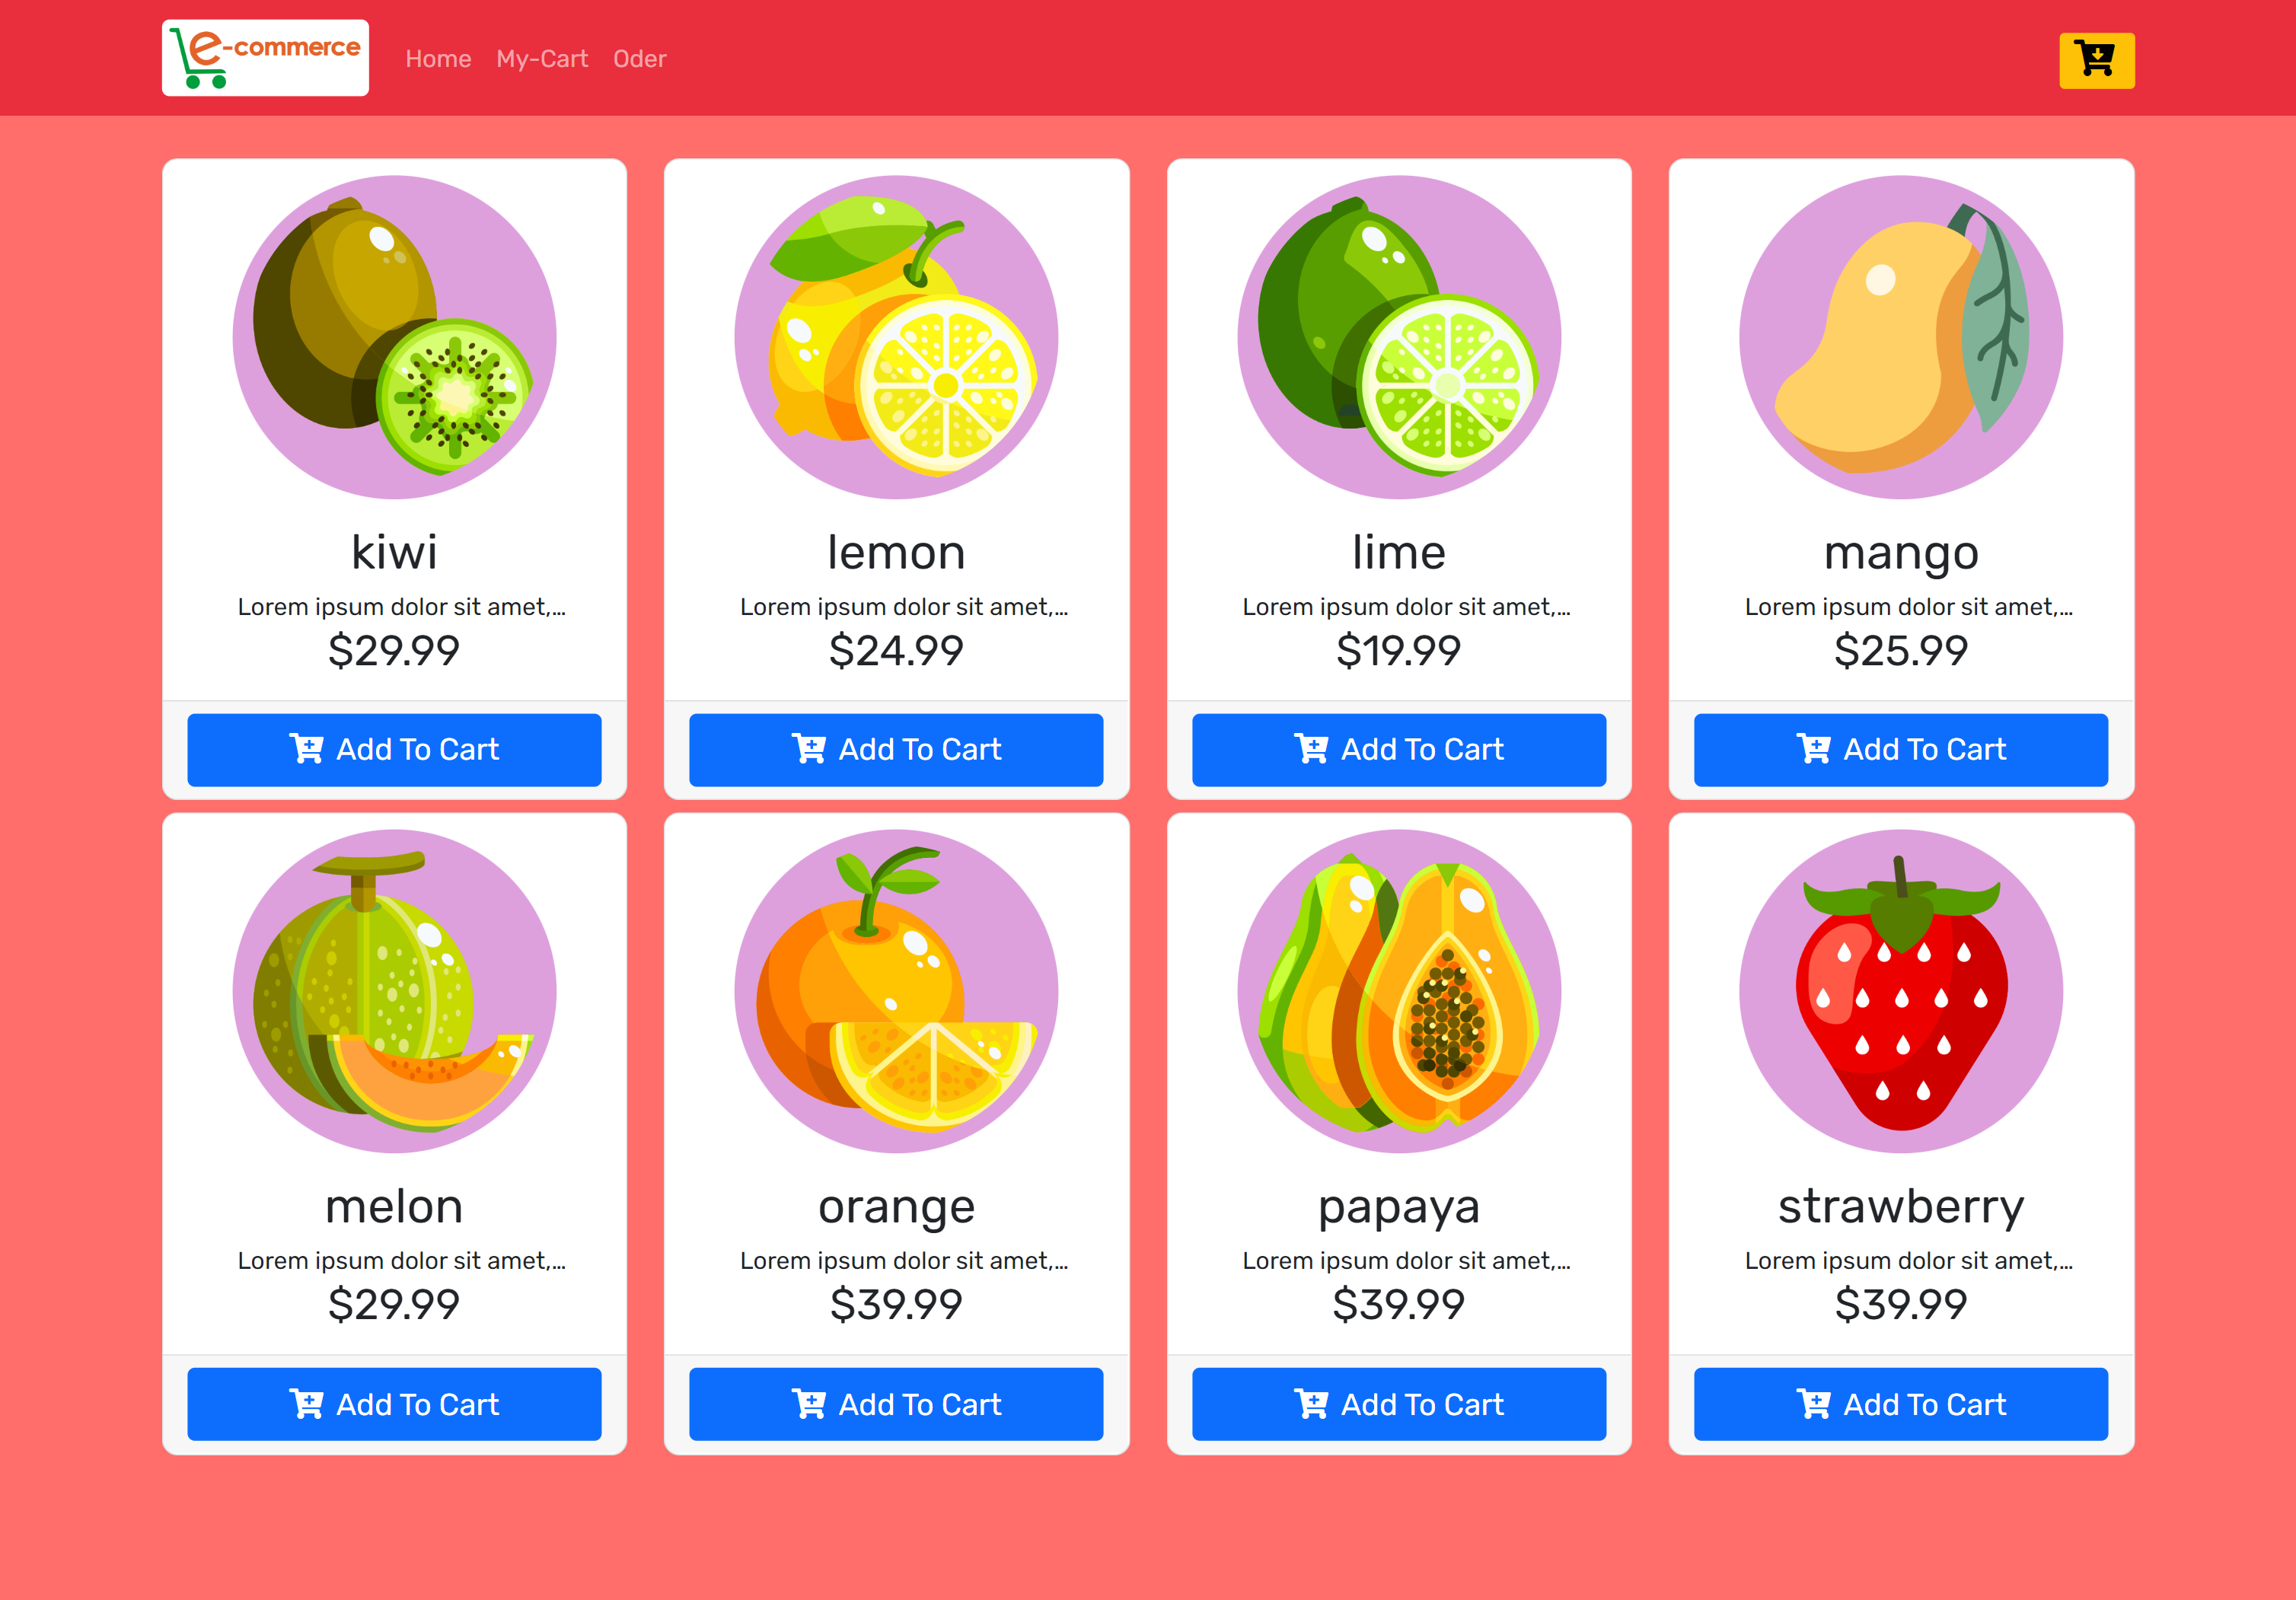 e-commerce
Home My-Cart Oder
kiwi
Lorem ipsum dolor sit amet,...
$29.99
Add To Cart
lemon
Lorem ipsum dolor sit amet,...
$24.99
Add To Cart
lime
Lorem ipsum dolor sit amet,...
$19.99
Add To Cart
mango
Lorem ipsum dolor sit amet,...
$25.99
Add To Cart
melon
Lorem ipsum dolor sit amet,...
$29.99
Add To Cart
orange
Lorem ipsum dolor sit amet,...
$39.99
Add To Cart
papaya
Lorem ipsum dolor sit amet,...
$39.99
Add To Cart
strawberry
Lorem ipsum dolor sit amet,...
$39.99
Add To Cart